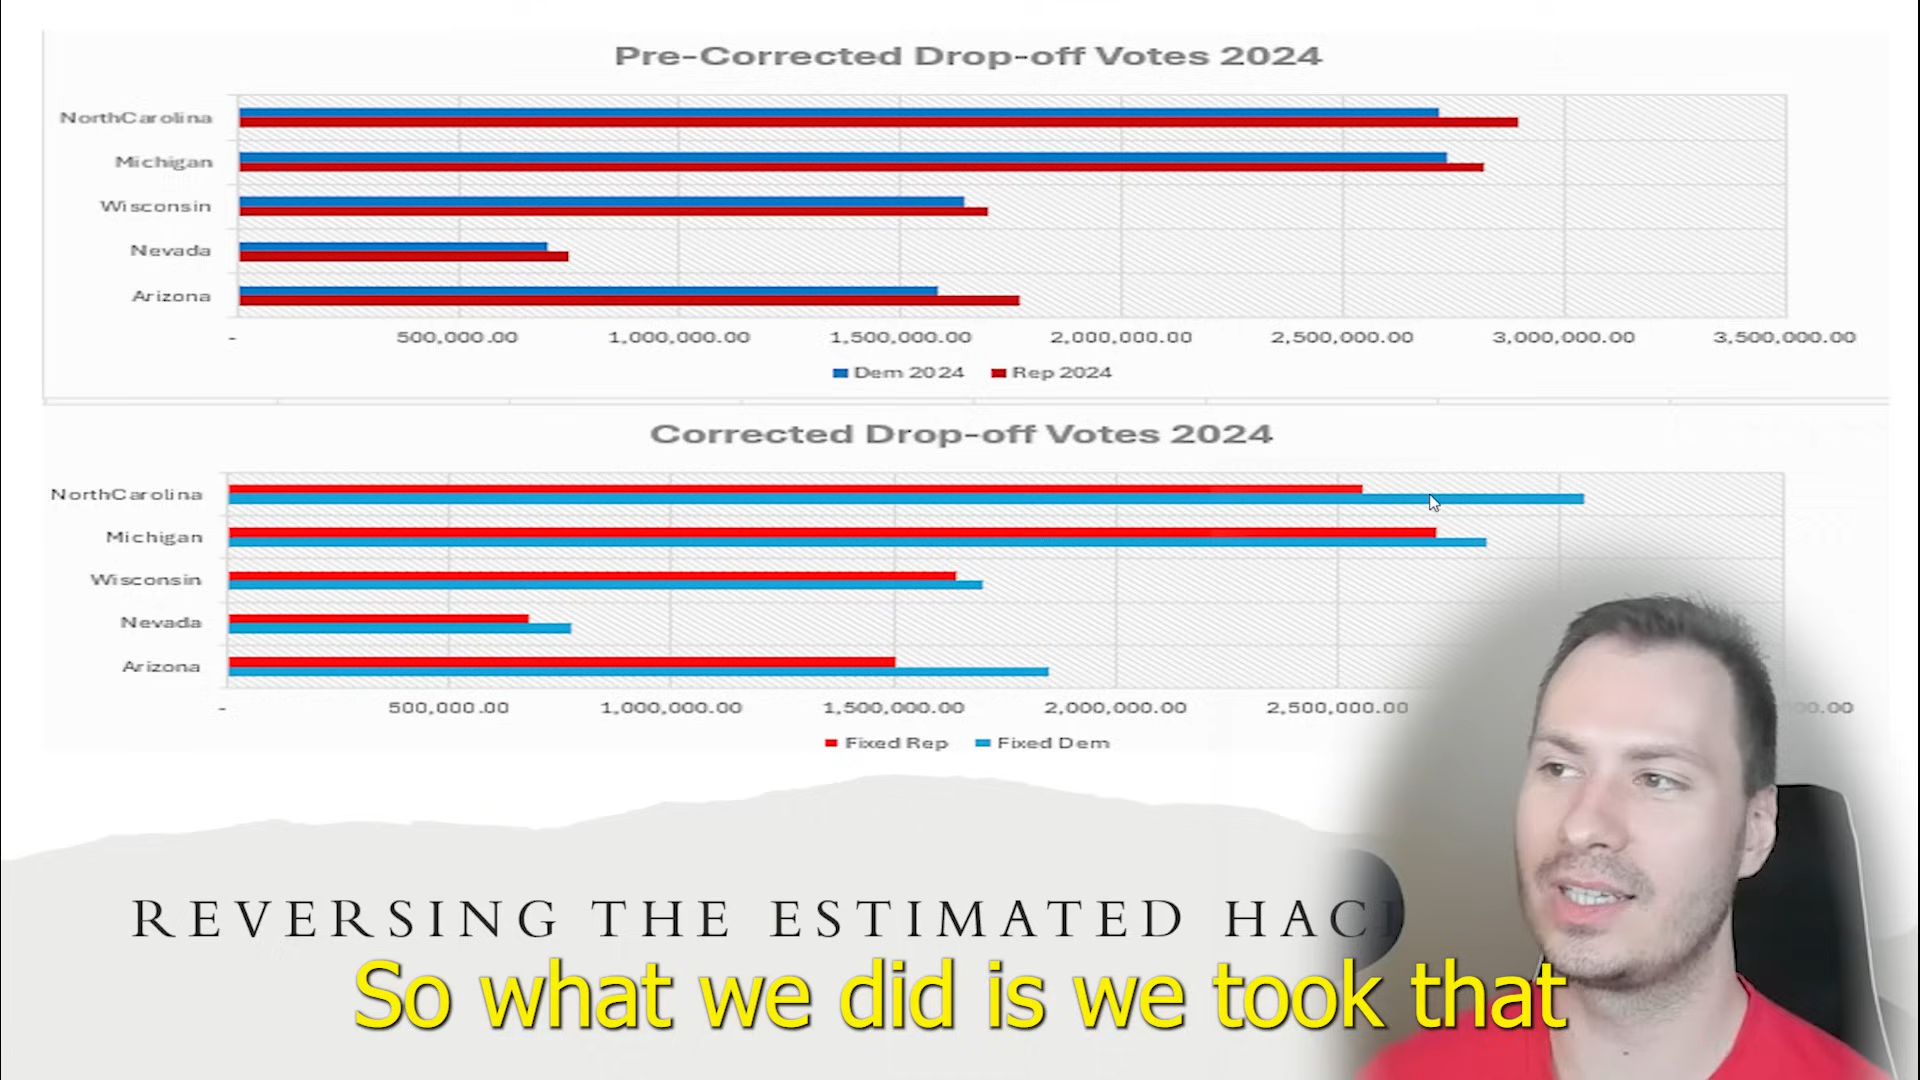 Pre-Corrected Drop-off Votes 2024
NorthCarolina
Michigan
Wisconsin
Nevada
Arizona
- 500,000.00 1,000,000.00 1,500,000.00 2,000,000.00 2,500,000.00 3,000,000.00 3,500,000.00
Dem 2024 Rep 2024
Corrected Drop-off Votes 2024
NorthCarolina
Michigan
Wisconsin
Nevada
Arizona
- 500,000.00 1,000,000.00 1,500,000.00 2,000,000.00 2,500,000.00
Fixed Rep Fixed Dem
REVERSING THE ESTIMATED
So what we did is we took that